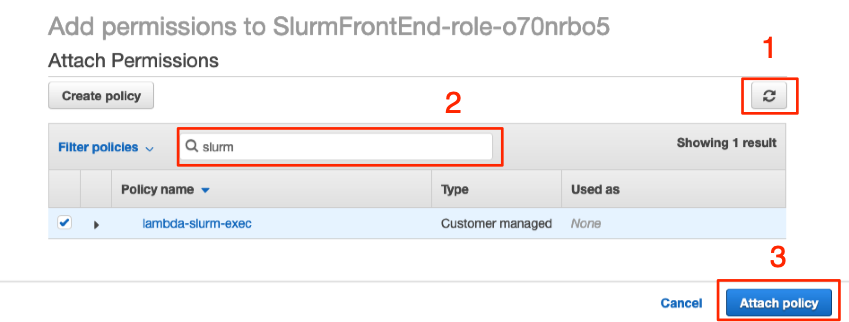 Add permissions to SlurmFrontEnd-role-o70nrbo5
Attach Permissions
1
Create policy
2
Filter policies
slurm
Showing 1 result
Policy name
Type
Used as
lambda-slurm-exec
Customer managed
None
3
Cancel
Attach policy